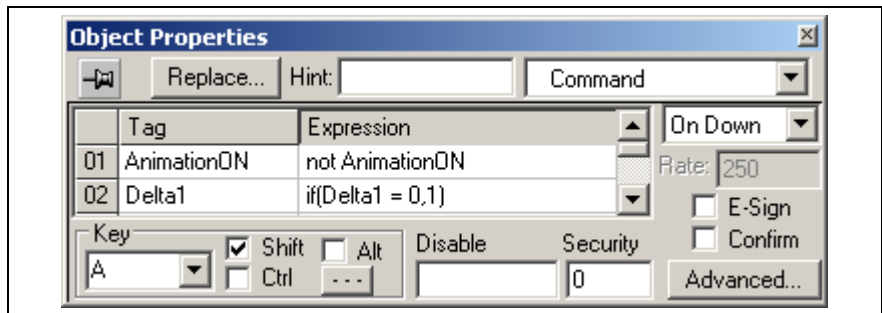 Object Properties
Replace... Hint: Command
Tag Expression On Down
01 AnimationON not AnimationON
Rate: 250
02 Delta1 if(Delta1 = 0,1)
E-Sign
Key Shift Alt Disable Security Confirm
A Ctrl ... 0 Advanced...